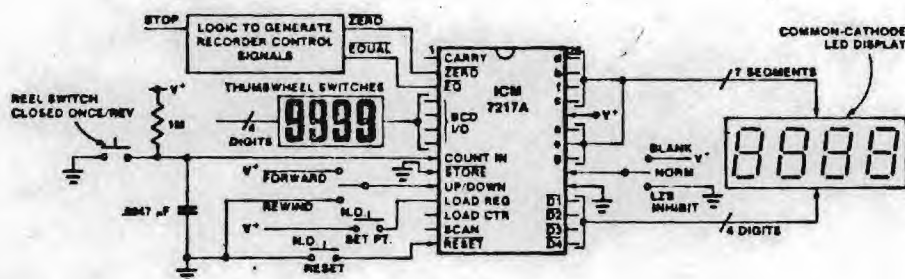 STOP
LOGIC TO GENERATE
RECORDER CONTROL
SIGNALS
ZERO
EQUAL
THUMBWHEEL SWITCHES
9999
4
DIGITS
REEL SWITCH
CLOSED ONCE/REV
V+
1M
.0047 µF
V+
FORWARD
REWIND
V+
N.O.
SET PT.
N.O.
RESET
1
28
CARRY
ZERO
EQ
BCD
I/O
COUNT IN
STORE
UP/DOWN
LOAD REG
LOAD CTR
SCAN
RESET
ICM
7217A
d
b
f
c
V+
a
e
g
D1
D2
D3
D4
BLANK
V+
NORM
LZB
INHIBIT
7 SEGMENTS
4 DIGITS
COMMON-CATHODE
LED DISPLAY
8888